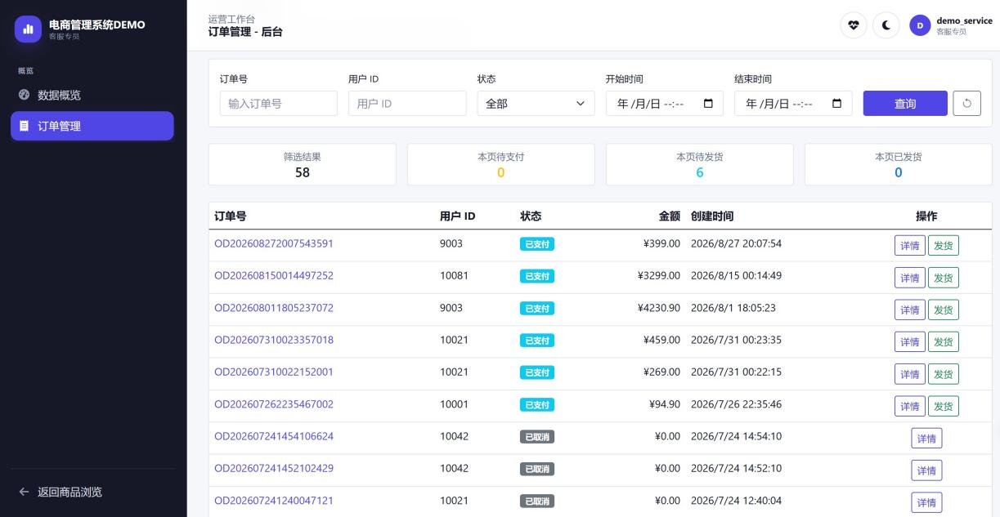 电商管理系统DEMO
客服专员
概览
数据概览
订单管理
返回商品浏览
运营工作台
订单管理 - 后台
D
demo_service
客服专员
订单号 用户 ID 状态 开始时间 结束时间
输入订单号 用户 ID 全部 年 /月/日 --:-- 年 /月/日 --:-- 查询
筛选结果 本页待支付 本页待发货 本页已发货
58 0 6 0
订单号 用户 ID 状态 金额 创建时间 操作
OD202608272007543591 9003 已支付 ¥399.00 2026/8/27 20:07:54 详情 发货
OD202608150014497252 10081 已支付 ¥3299.00 2026/8/15 00:14:49 详情 发货
OD202608011805237072 9003 已支付 ¥4230.90 2026/8/1 18:05:23 详情 发货
OD202607310023357018 10021 已支付 ¥459.00 2026/7/31 00:23:35 详情 发货
OD202607310022152001 10021 已支付 ¥269.00 2026/7/31 00:22:15 详情 发货
OD202607262235467002 10001 已支付 ¥94.90 2026/7/26 22:35:46 详情 发货
OD202607241454106624 10042 已取消 ¥0.00 2026/7/24 14:54:10 详情
OD202607241452102429 10042 已取消 ¥0.00 2026/7/24 14:52:10 详情
OD202607241240047121 10021 已取消 ¥0.00 2026/7/24 12:40:04 详情